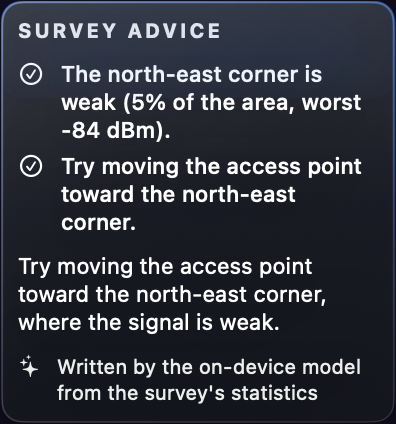 SURVEY ADVICE
The north-east corner is
weak (5% of the area, worst
-84 dBm).
Try moving the access point
toward the north-east
corner.
Try moving the access point
toward the north-east corner,
where the signal is weak.
Written by the on-device model
from the survey's statistics